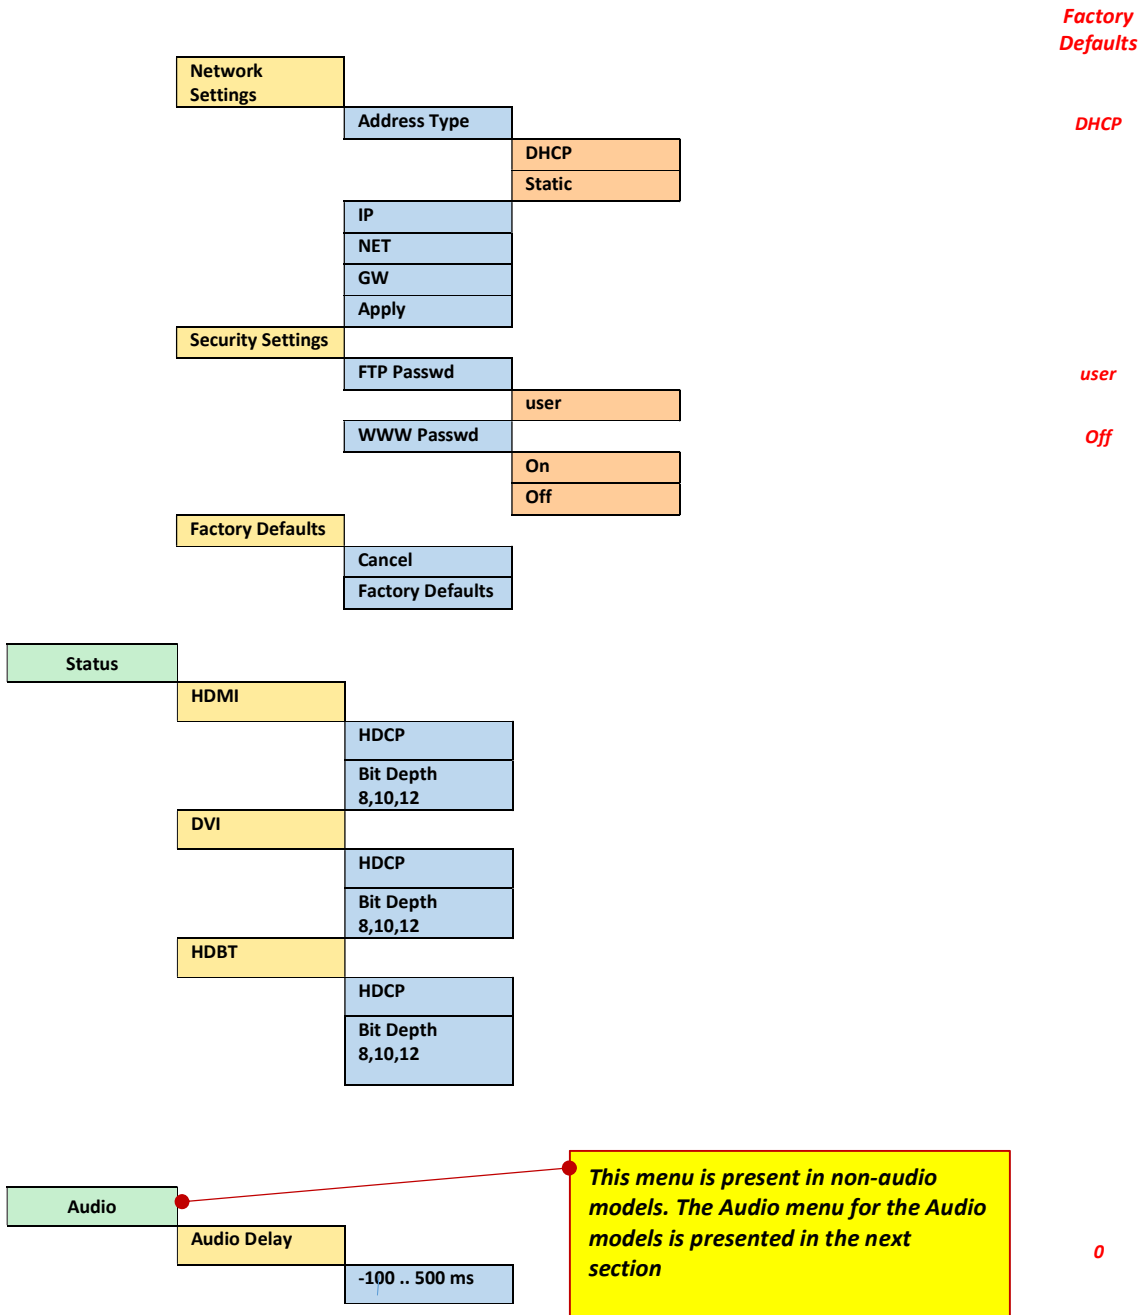 Factory
Defaults
Network
Settings
Address Type
DHCP
DHCP
Static
IP
NET
GW
Apply
Security Settings
FTP Passwd
user
user
WWW Passwd
Off
On
Off
Factory Defaults
Cancel
Factory Defaults
Status
HDMI
HDCP
Bit Depth
8,10,12
DVI
HDCP
Bit Depth
8,10,12
HDBT
HDCP
Bit Depth
8,10,12
This menu is present in non-audio
models. The Audio menu for the Audio
models is presented in the next
section
Audio
Audio Delay
0
-100 .. 500 ms